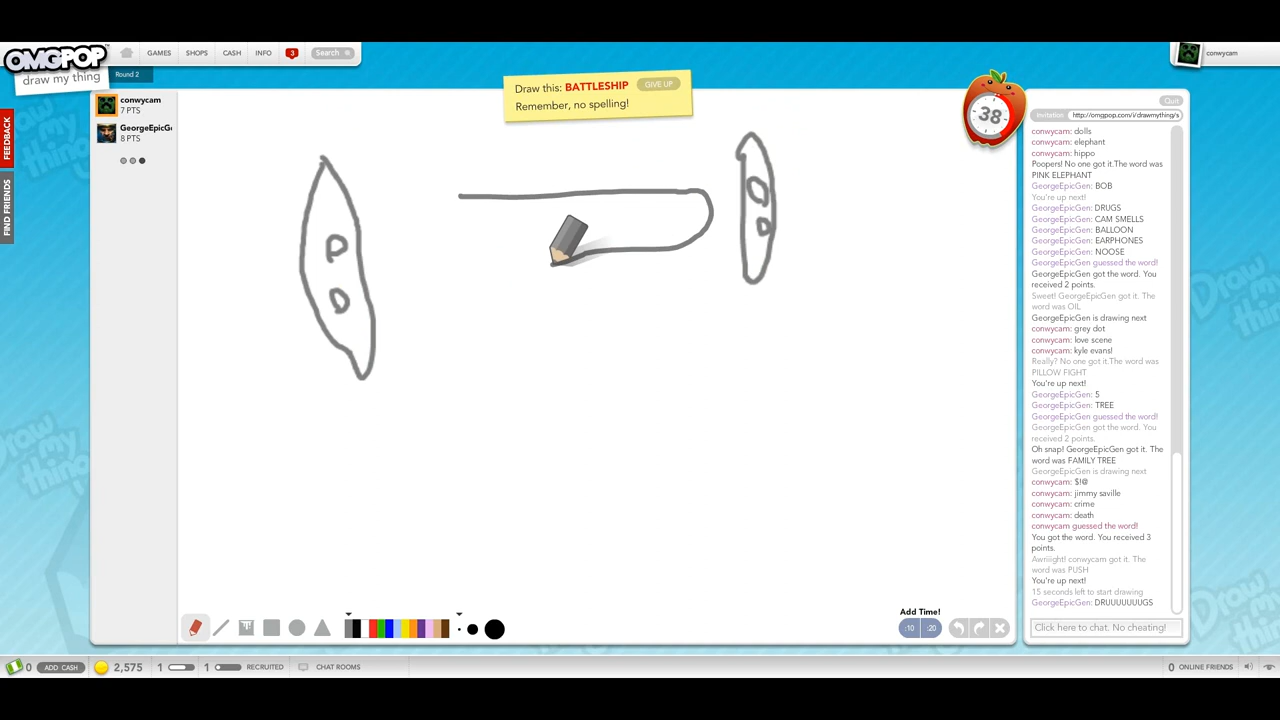 OMGPOP
GAMES
SHOPS
CASH
INFO
3
Search
conwycam
draw my thing
Round 2
Draw this: BATTLESHIP
GIVE UP
Remember, no spelling!
FEEDBACK
FIND FRIENDS
conwycam
7 PTS
GeorgeEpicGe
8 PTS
38
Quit
Invitation
http://omgpop.com/i/drawmything/s
conwycam: dolls
conwycam: elephant
conwycam: hippo
Poopers! No one got it.The word was
PINK ELEPHANT
GeorgeEpicGen: BOB
You're up next!
GeorgeEpicGen: DRUGS
GeorgeEpicGen: CAM SMELLS
GeorgeEpicGen: BALLOON
GeorgeEpicGen: EARPHONES
GeorgeEpicGen: NOOSE
GeorgeEpicGen guessed the word!
GeorgeEpicGen got the word. You
received 2 points.
Sweet! GeorgeEpicGen got it. The
word was OIL
GeorgeEpicGen is drawing next
conwycam: grey dot
conwycam: love scene
conwycam: kyle evans!
Really? No one got it.The word was
PILLOW FIGHT
You're up next!
GeorgeEpicGen: 5
GeorgeEpicGen: TREE
GeorgeEpicGen guessed the word!
GeorgeEpicGen got the word. You
received 2 points.
Oh snap! GeorgeEpicGen got it. The
word was FAMILY TREE
GeorgeEpicGen is drawing next
conwycam: $!@
conwycam: jimmy saville
conwycam: crime
conwycam: death
conwycam guessed the word!
You got the word. You received 3
points.
Awriiight! conwycam got it. The
word was PUSH
You're up next!
15 seconds left to start drawing
GeorgeEpicGen: DRUUUUUUGS
Add Time!
:10
:20
Click here to chat. No cheating!
0
ADD CASH
2,575
1
1
RECRUITED
CHAT ROOMS
0 ONLINE FRIENDS